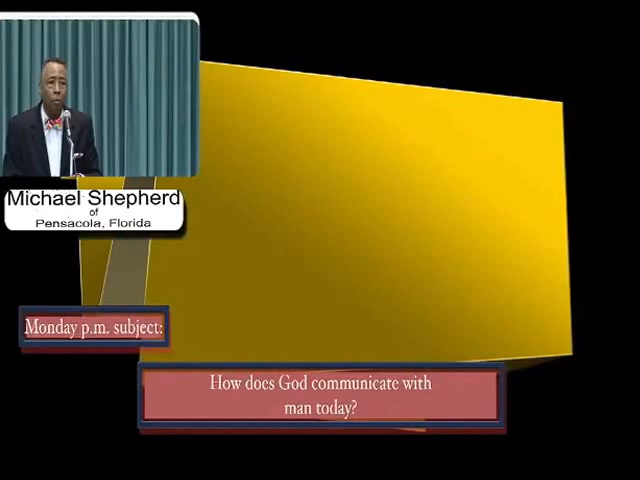 Michael Shepherd
of
Pensacola, Florida
Monday p.m. subject:
How does God communicate with
man today?